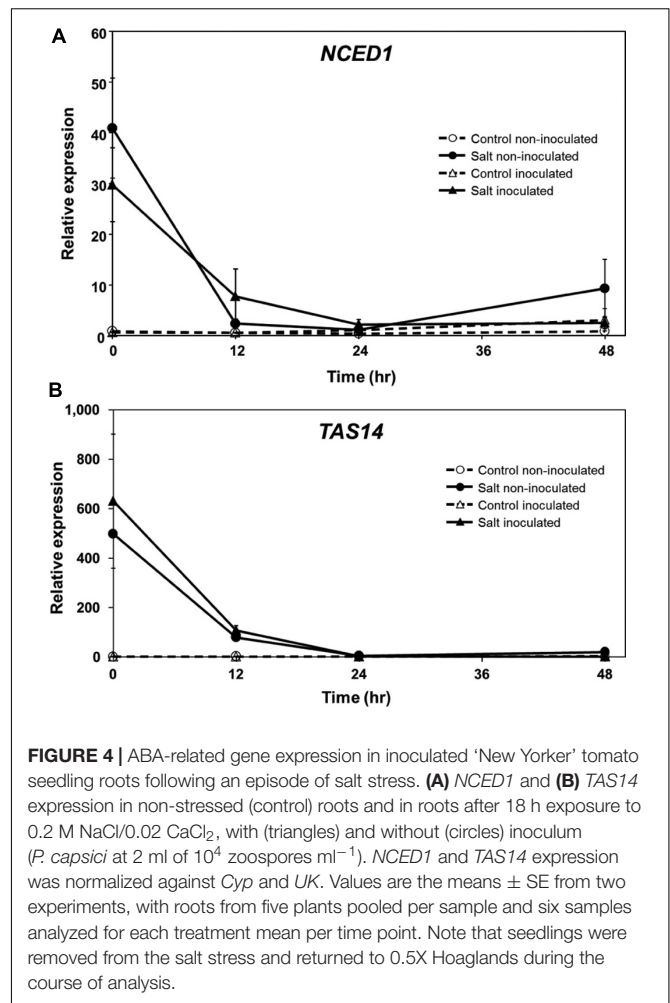 A
NCED1
60
50
40
30
20
10
0
Relative expression
Control non-inoculated
Salt non-inoculated
Control inoculated
Salt inoculated
0 12 24 36 48
Time (hr)
B
TAS14
1,000
800
600
400
200
0
Relative expression
Control non-inoculated
Salt non-inoculated
Control inoculated
Salt inoculated
0 12 24 36 48
Time (hr)
FIGURE 4 | ABA-related gene expression in inoculated ‘New Yorker’ tomato
seedling roots following an episode of salt stress. (A) NCED1 and (B) TAS14
expression in non-stressed (control) roots and in roots after 18 h exposure to
0.2 M NaCl/0.02 CaCl₂, with (triangles) and without (circles) inoculum
(P. capsici at 2 ml of 10⁴ zoospores ml⁻¹). NCED1 and TAS14 expression
was normalized against Cyp and UK. Values are the means ± SE from two
experiments, with roots from five plants pooled per sample and six samples
analyzed for each treatment mean per time point. Note that seedlings were
removed from the salt stress and returned to 0.5X Hoaglands during the
course of analysis.